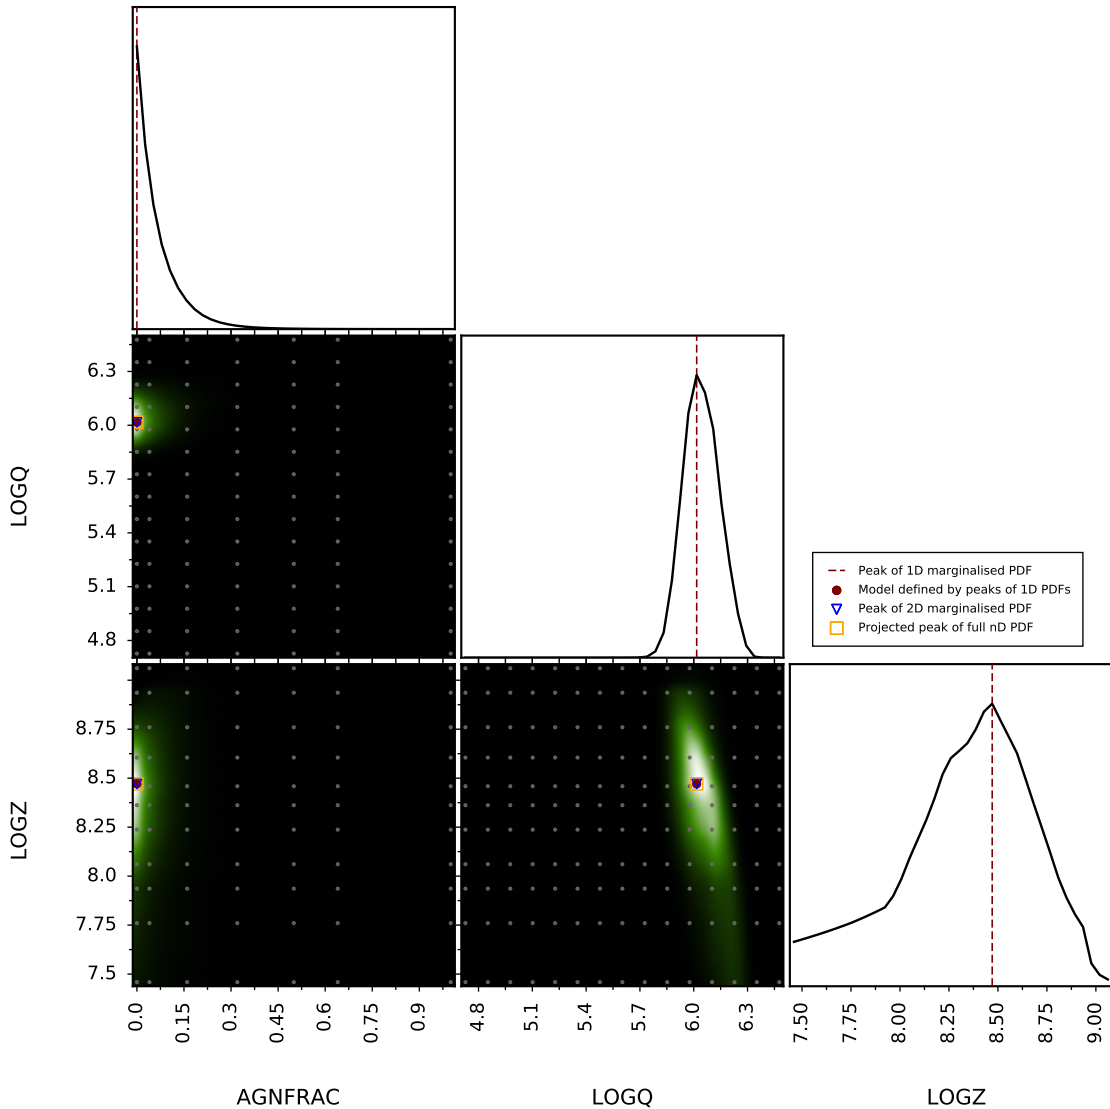 6.3
6.0
5.7
5.4
5.1
4.8
LOGQ
Peak of 1D marginalised PDF
Model defined by peaks of 1D PDFs
Peak of 2D marginalised PDF
Projected peak of full nD PDF
8.75
8.5
8.25
8.0
7.75
7.5
LOGZ
0.0 0.15 0.3 0.45 0.6 0.75 0.9
4.8 5.1 5.4 5.7 6.0 6.3
7.50 7.75 8.00 8.25 8.50 8.75 9.00
AGNFRAC LOGQ LOGZ